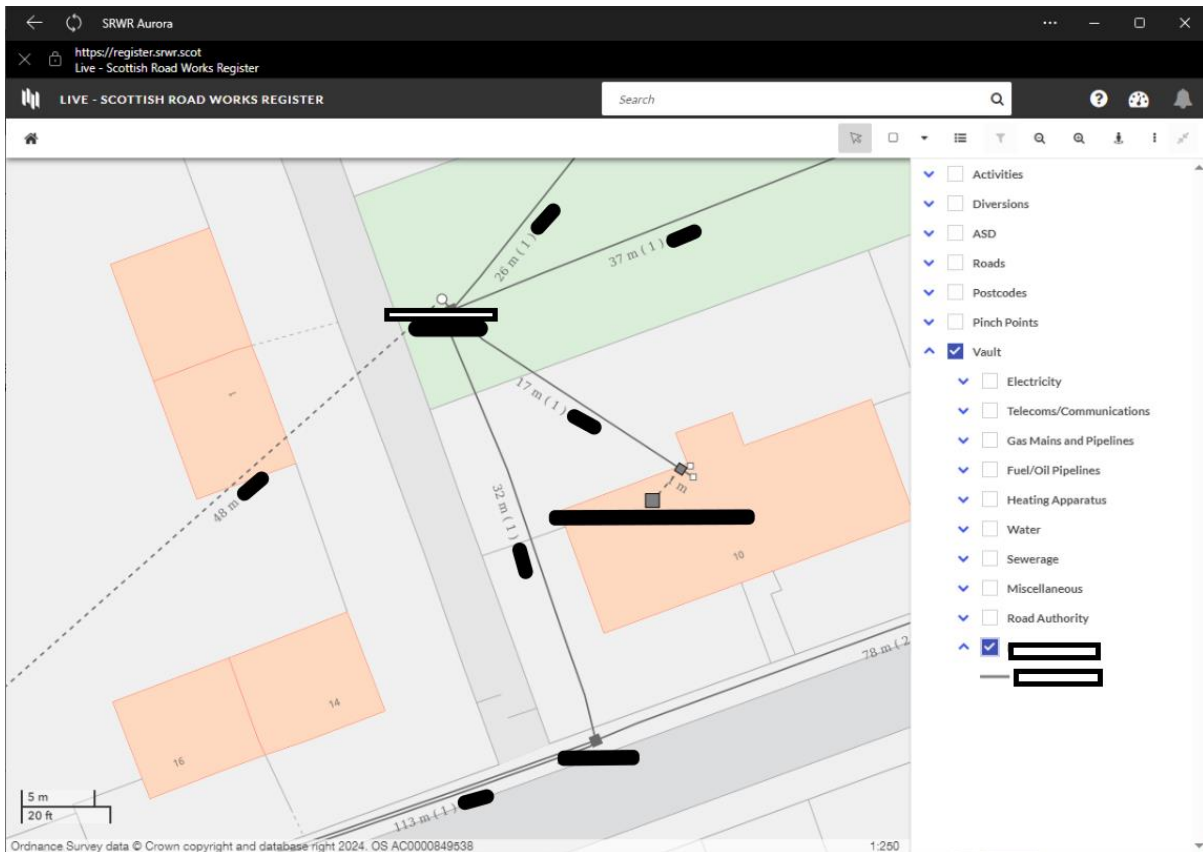 SRWR Aurora
https://register.srwr.scot
Live - Scottish Road Works Register
LIVE - SCOTTISH ROAD WORKS REGISTER
Search
Activities
Diversions
ASD
Roads
Postcodes
Pinch Points
Vault
Electricity
Telecoms/Communications
Gas Mains and Pipelines
Fuel/Oil Pipelines
Heating Apparatus
Water
Sewerage
Miscellaneous
Road Authority
26 m ( 1 )
37 m ( 1 )
1
17 m ( 1 )
1 m
48 m
32 m ( 1 )
10
78 m ( 2
14
16
113 m ( 1 )
5 m
20 ft
Ordnance Survey data © Crown copyright and database right 2024. OS AC0000849538
1:250